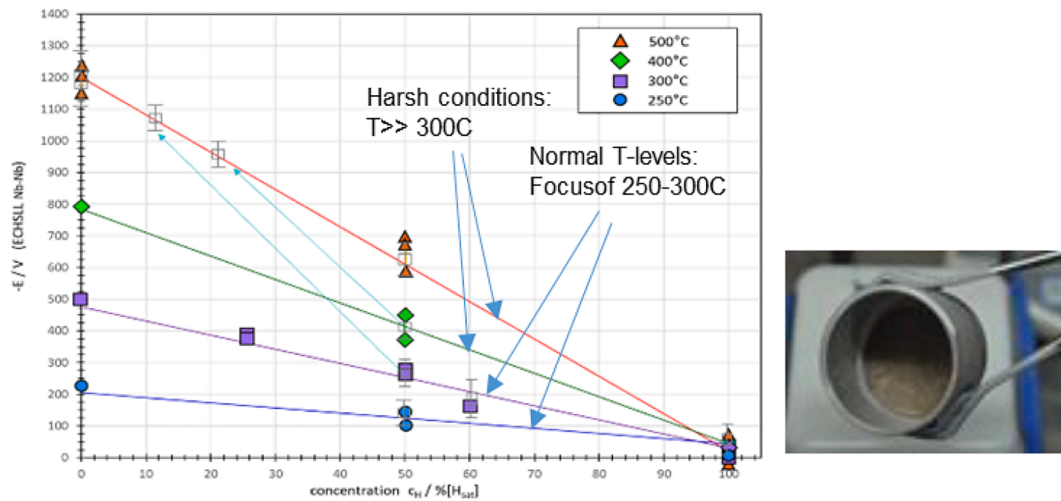 1400
1300
1200
1100
1000
900
800
700
600
500
400
300
200
100
0
-E / V (ECHSLL Nb-Nb)
500°C
400°C
300°C
250°C
Harsh conditions:
T>> 300C
Normal T-levels:
Focusof 250-300C
0 10 20 30 40 50 60 70 80 90 100
concentration c_H / %[H_sat]